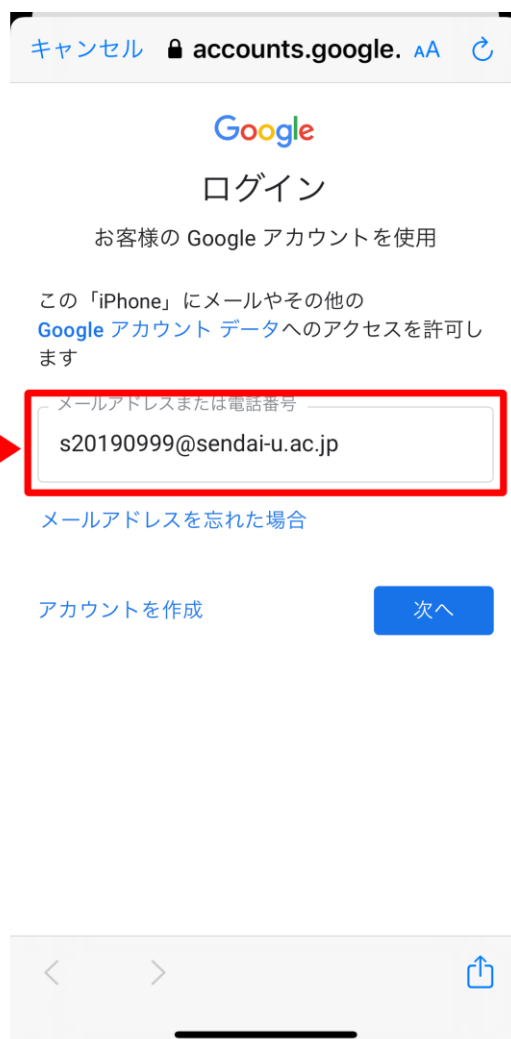 キャンセル accounts.google. AA
Google
ログイン
お客様の Google アカウントを使用
この「iPhone」にメールやその他の
Google アカウント データへのアクセスを許可し
ます
メールアドレスまたは電話番号
s20190999@sendai-u.ac.jp
メールアドレスを忘れた場合
アカウントを作成 次へ